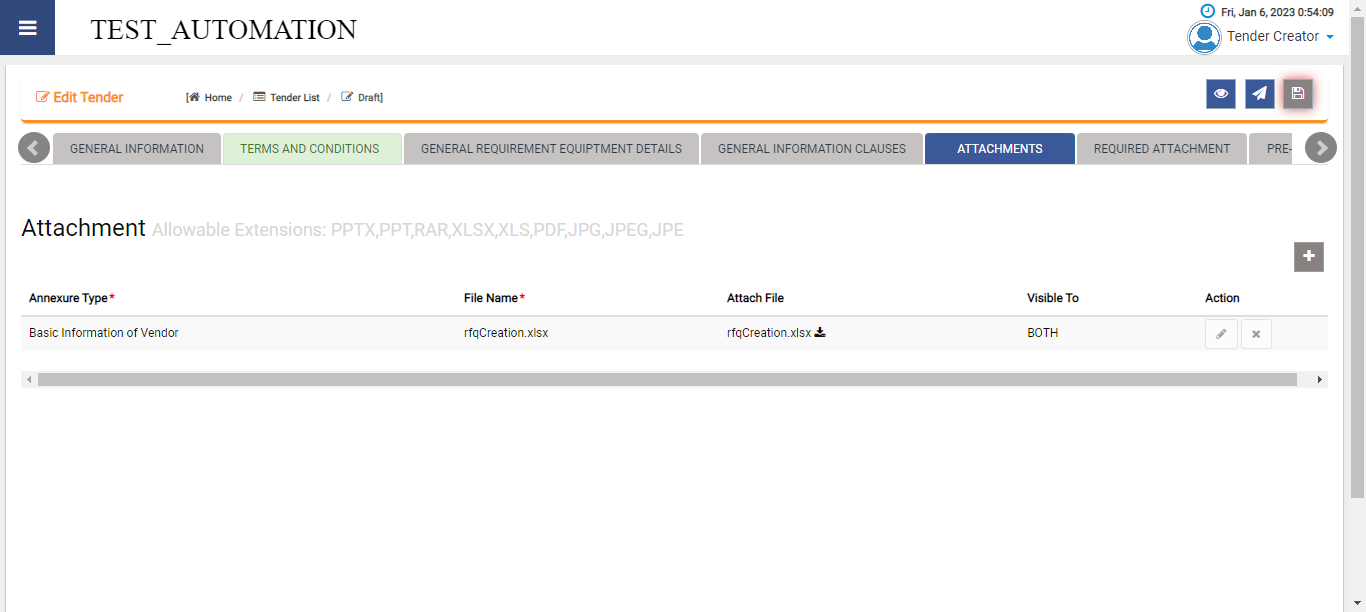 TEST_AUTOMATION
Fri, Jan 6, 2023 0:54:09
Tender Creator
Edit Tender
[Home / Tender List / Draft]
GENERAL INFORMATION TERMS AND CONDITIONS GENERAL REQUIREMENT EQUIPTMENT DETAILS GENERAL INFORMATION CLAUSES ATTACHMENTS REQUIRED ATTACHMENT PRE-
Attachment Allowable Extensions: PPTX,PPT,RAR,XLSX,XLS,PDF,JPG,JPEG,JPE
Annexure Type* File Name* Attach File Visible To Action
Basic Information of Vendor rfqCreation.xlsx rfqCreation.xlsx BOTH